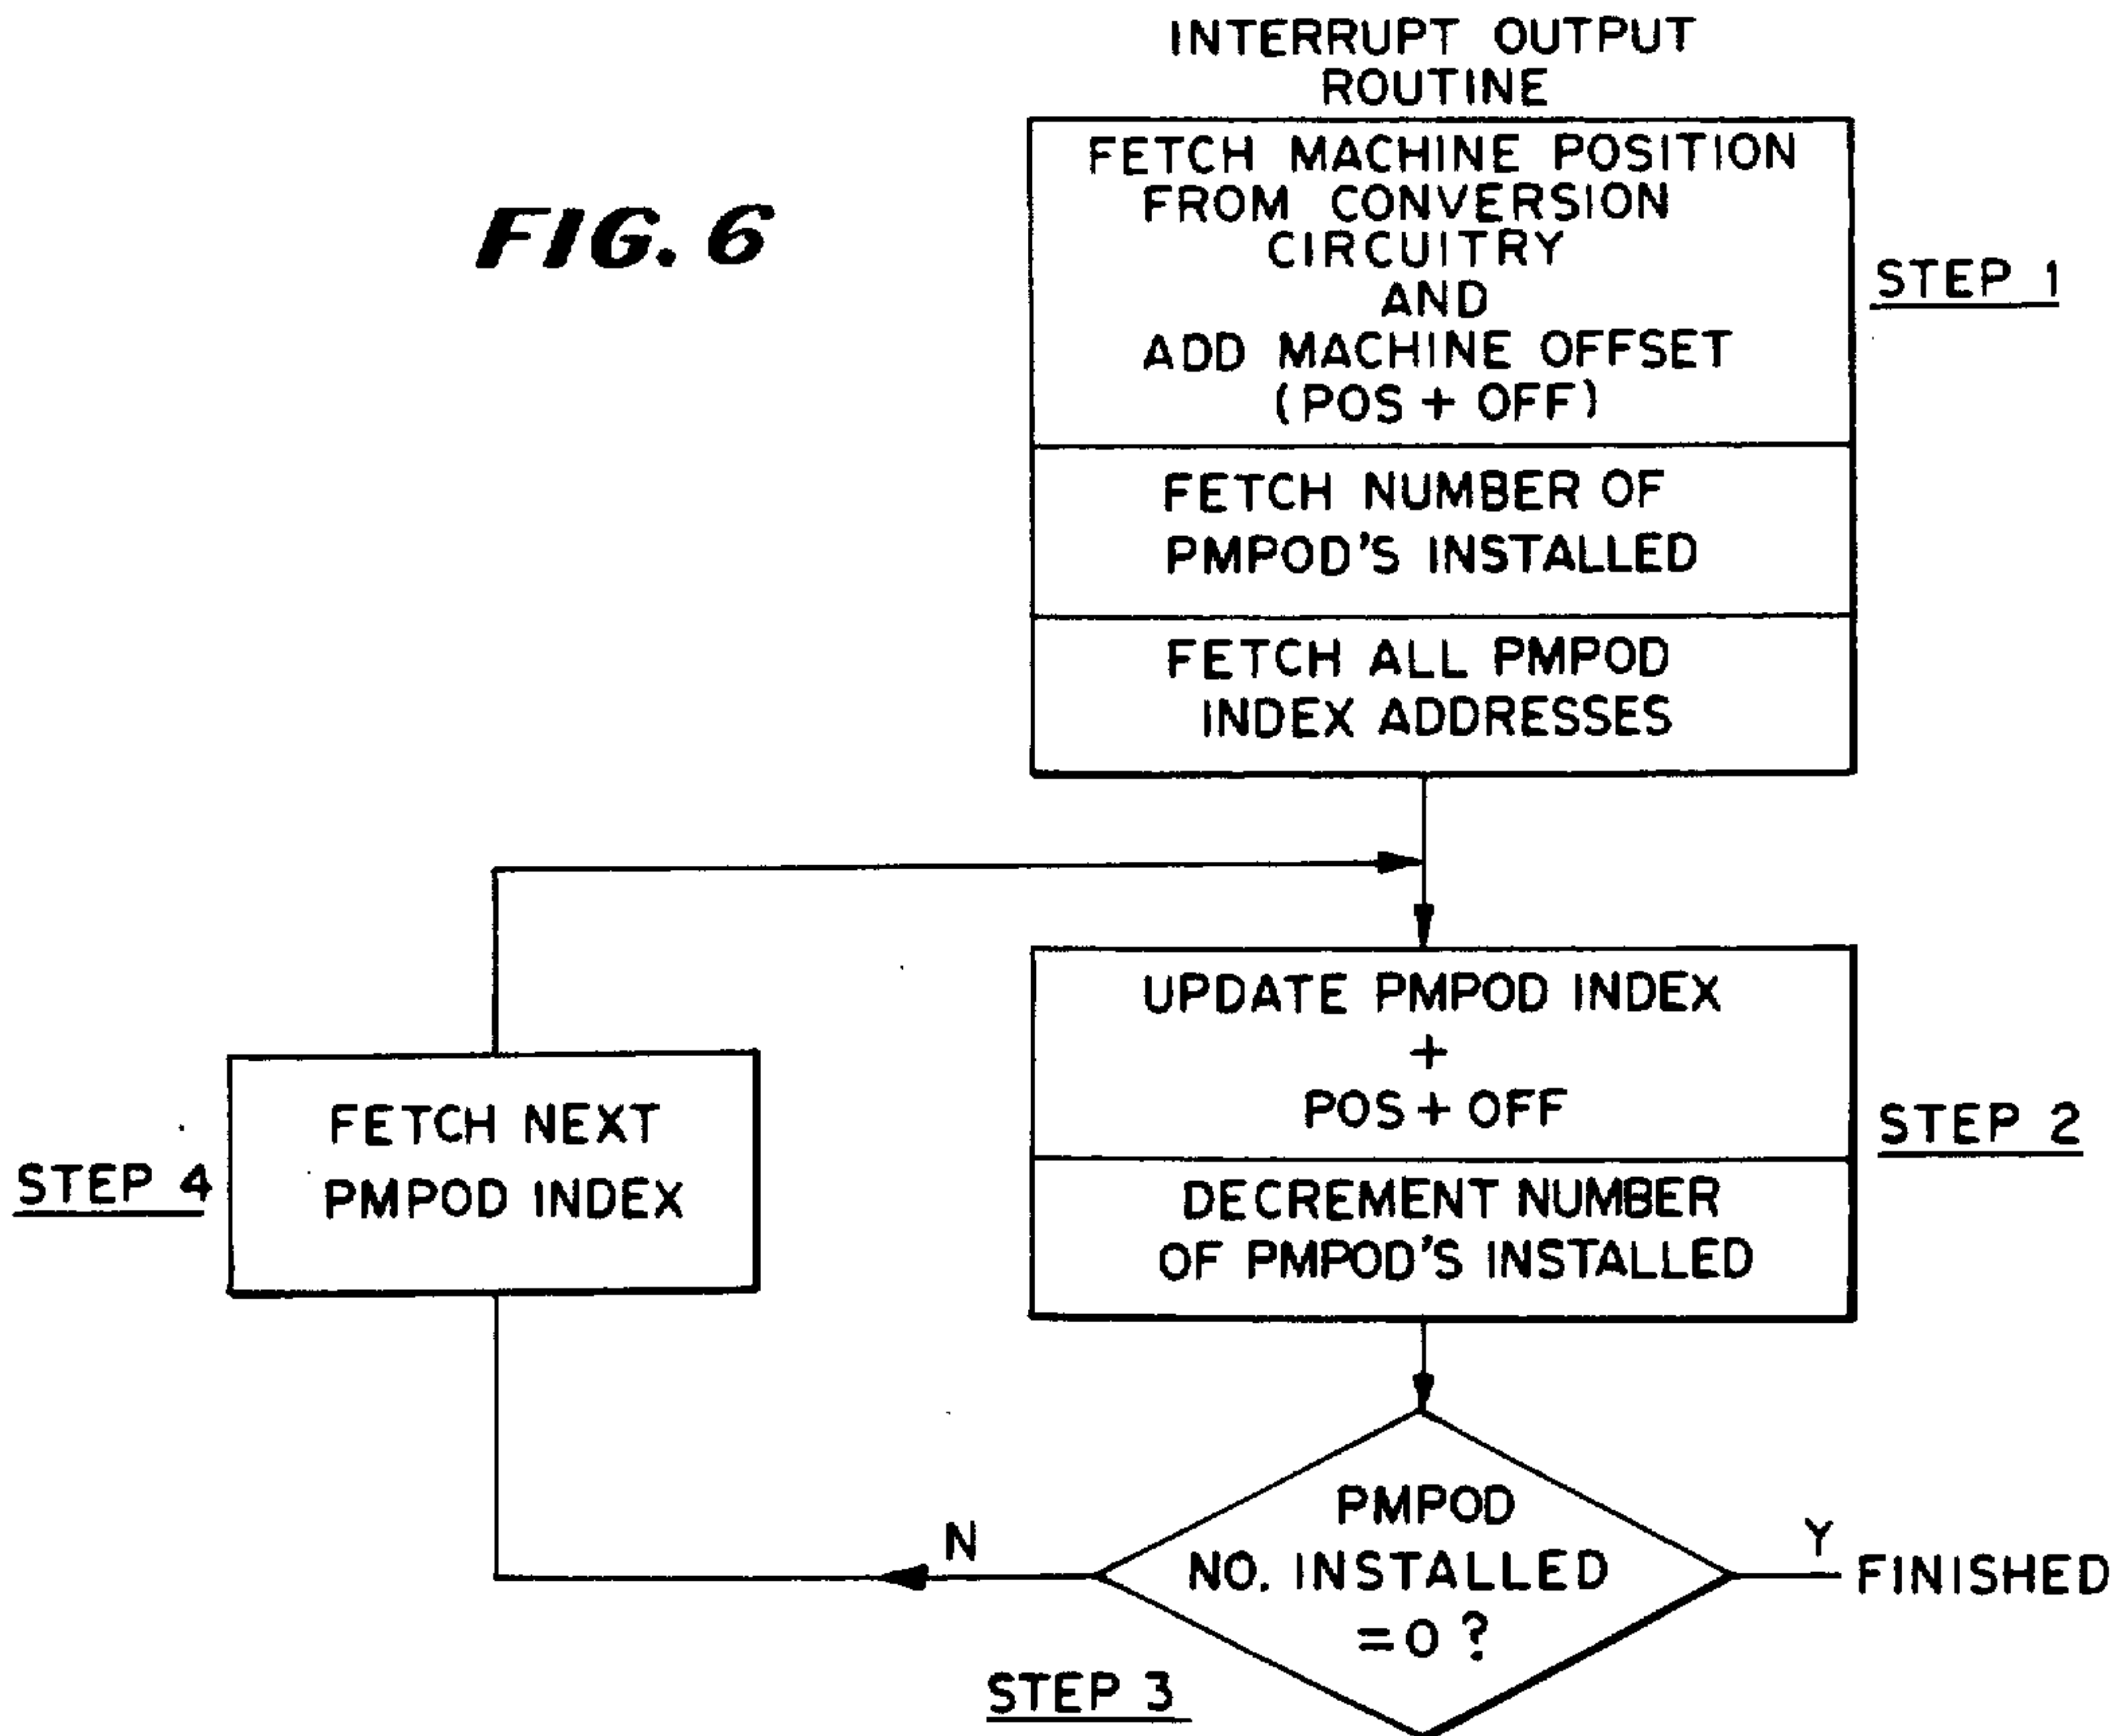 INTERRUPT OUTPUT
ROUTINE
FIG. 6
FETCH MACHINE POSITION
FROM CONVERSION
CIRCUITRY
AND
ADD MACHINE OFFSET
(POS + OFF)
STEP 1
FETCH NUMBER OF
PMPOD'S INSTALLED
FETCH ALL PMPOD
INDEX ADDRESSES
UPDATE PMPOD INDEX
+
POS + OFF
STEP 2
DECREMENT NUMBER
OF PMPOD'S INSTALLED
FETCH NEXT
PMPOD INDEX
STEP 4
PMPOD
NO. INSTALLED
=0 ?
N
Y
FINISHED
STEP 3